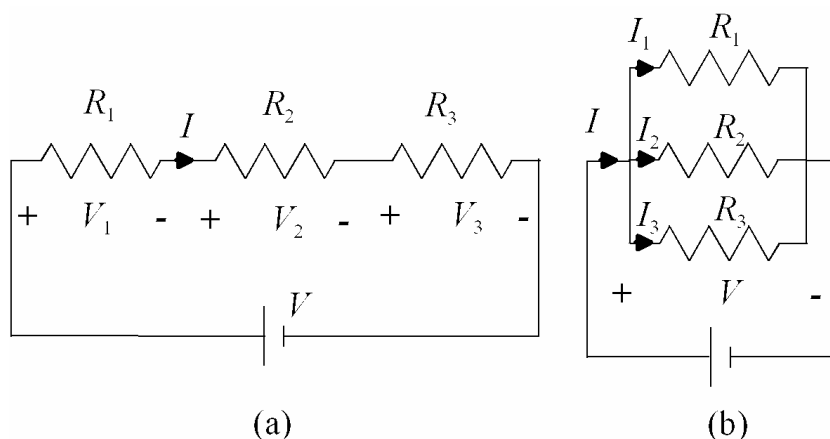 R₁ I R₂ R₃
+ V₁ - + V₂ - + V₃ -
V
(a)
I₁ R₁
I I₂ R₂
I₃ R₃
+ V -
(b)